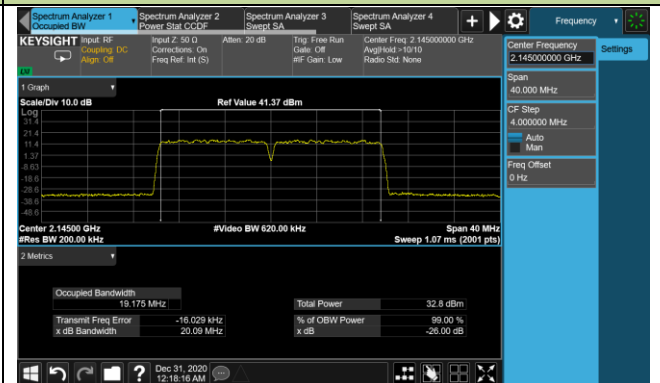 Spectrum Analyzer 1
Occupied BW
Spectrum Analyzer 2
Power Stat CCDF
Spectrum Analyzer 3
Swept SA
Spectrum Analyzer 4
Swept SA
Frequency
KEYSIGHT
Input: RF
Coupling: DC
Align: Off
Input Z: 50 Ω
Corrections: On
Freq Ref: Int (S)
Atten: 20 dB
Trig: Free Run
Gate: Off
#IF Gain: Low
Center Freq: 2.145000000 GHz
Avg|Hold:>10/10
Radio Std: None
Center Frequency
2.145000000 GHz
Settings
Span
40.000 MHz
CF Step
4.000000 MHz
Auto
Man
Freq Offset
0 Hz
1 Graph
Scale/Div 10.0 dB
Ref Value 41.37 dBm
Log
31.4
21.4
11.4
1.37
-8.63
-18.6
-28.6
-38.6
-48.6
Center 2.14500 GHz
#Video BW 620.00 kHz
Span 40 MHz
#Res BW 200.00 kHz
Sweep 1.07 ms (2001 pts)
2 Metrics
Occupied Bandwidth
19.175 MHz
Total Power
32.8 dBm
Transmit Freq Error
-16.029 kHz
% of OBW Power
99.00 %
x dB Bandwidth
20.09 MHz
x dB
-26.00 dB
Dec 31, 2020
12:18:16 AM